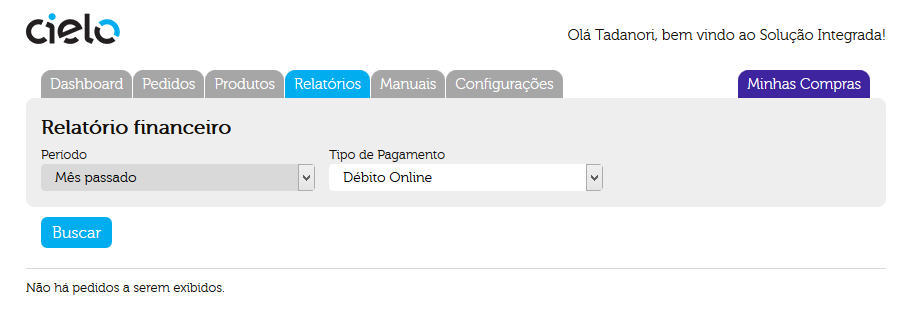 cielo
Olá Tadanori, bem vindo ao Solução Integrada!
Dashboard Pedidos Produtos Relatórios Manuais Configurações Minhas Compras
Relatório financeiro
Período Tipo de Pagamento
Mês passado Débito Online
Buscar
Não há pedidos a serem exibidos.